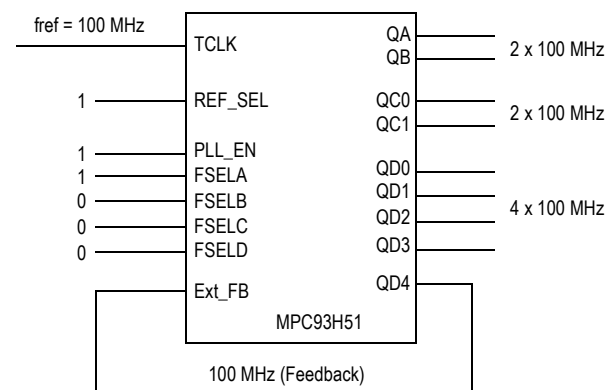 fref = 100 MHz
TCLK
QA
QB
2 x 100 MHz
1
REF_SEL
QC0
QC1
2 x 100 MHz
1
PLL_EN
1
FSELA
0
FSELB
0
FSELC
0
FSELD
QD0
QD1
QD2
QD3
4 x 100 MHz
Ext_FB
QD4
MPC93H51
100 MHz (Feedback)